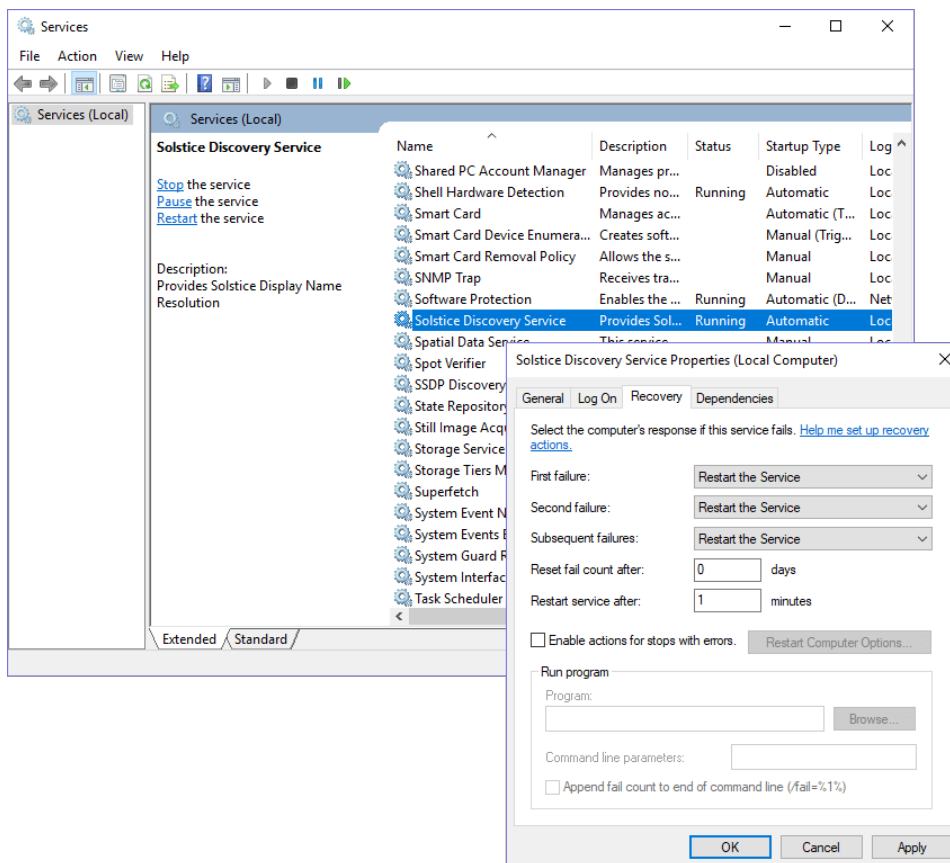 Services
File Action View Help
Services (Local)
Services (Local)
Solstice Discovery Service
Stop the service
Pause the service
Restart the service
Description:
Provides Solstice Display Name
Resolution
Name Description Status Startup Type Log
Shared PC Account Manager Manages pr... Disabled Loc
Shell Hardware Detection Provides no... Running Automatic Loc
Smart Card Manages ac... Automatic (T... Loc
Smart Card Device Enumera... Creates soft... Manual (Trig... Loc
Smart Card Removal Policy Allows the s... Manual Loc
SNMP Trap Receives tra... Manual Loc
Software Protection Enables the ... Running Automatic (D... Net
Solstice Discovery Service Provides Sol... Running Automatic Loc
Spatial Data Service This service Manual Loc
Spot Verifier
SSDP Discovery
State Repository
Still Image Acqu
Storage Service
Storage Tiers M
Superfetch
System Event N
System Events B
System Guard R
System Interfac
Task Scheduler
Extended Standard
Solstice Discovery Service Properties (Local Computer)
General Log On Recovery Dependencies
Select the computer's response if this service fails. Help me set up recovery
actions.
First failure: Restart the Service
Second failure: Restart the Service
Subsequent failures: Restart the Service
Reset fail count after: 0 days
Restart service after: 1 minutes
Enable actions for stops with errors. Restart Computer Options...
Run program
Program:
Browse...
Command line parameters:
Append fail count to end of command line (/fail=%1%)
OK Cancel Apply